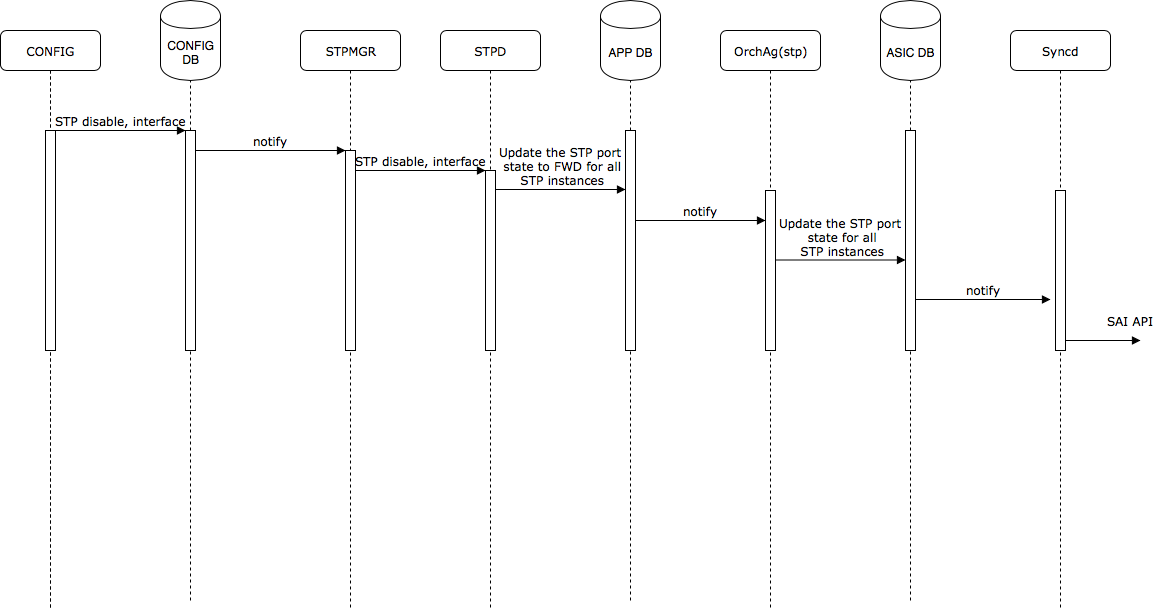 CONFIG
CONFIG
DB
STPMGR
STPD
APP DB
OrchAg(stp)
ASIC DB
Syncd
STP disable, interface
notify
STP disable, interface
Update the STP port
state to FWD for all
STP instances
notify
Update the STP port
state for all
STP instances
notify
SAI API